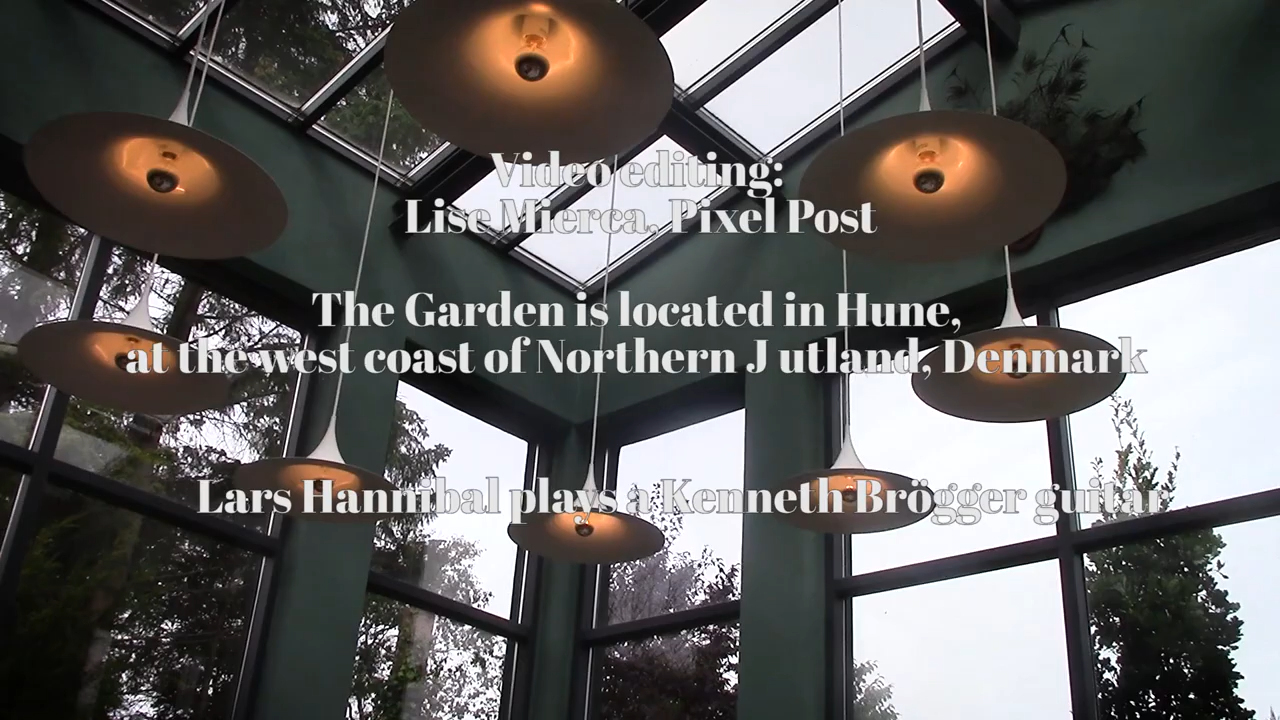 Video editing:
Lise Mierca, Pixel Post
The Garden is located in Hune,
at the west coast of Northern J utland, Denmark
Lars Hannibal plays a Kenneth Brögger guitar